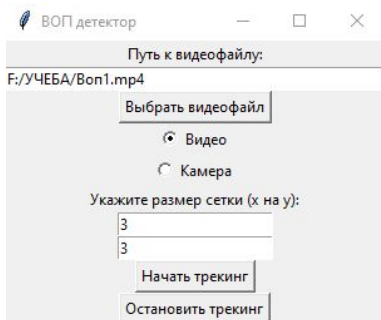 ВОП детектор
Путь к видеофайлу:
F:/УЧЕБА/Воп1.mp4
Выбрать видеофайл
Видео
Камера
Укажите размер сетки (x на y):
3
3
Начать трекинг
Остановить трекинг